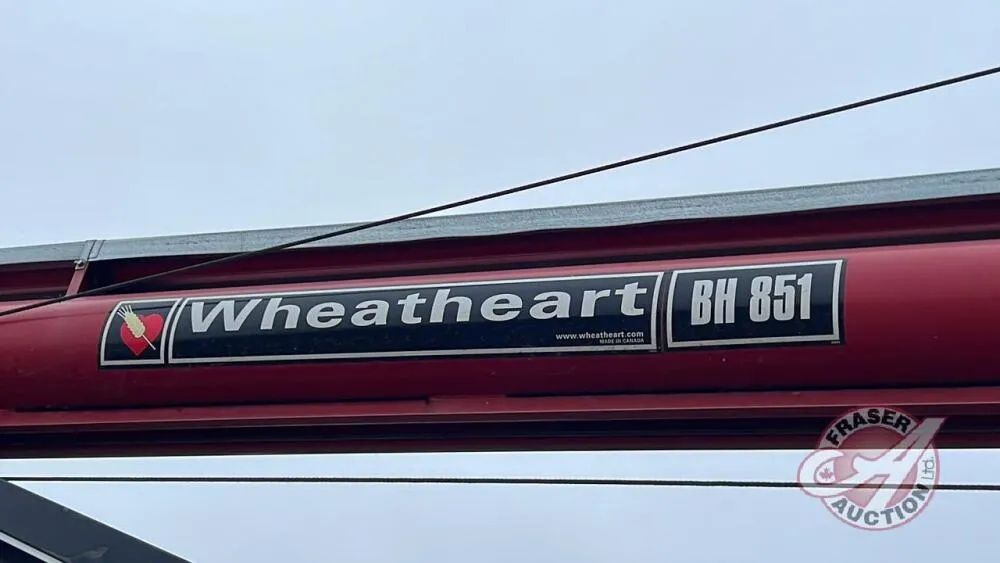 Wheatheart
www.wheatheart.com
MADE IN CANADA
BH 851
FRASER
AUCTION Ltd.